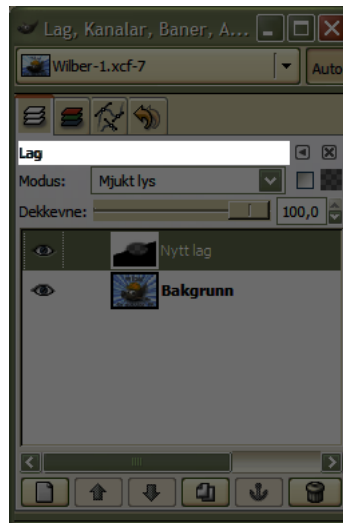 Lag, Kanalar, Baner, A...
Wilber-1.xcf-7
Auto
Lag
Modus: Mjukt lys
Dekkevne: 100,0
Nytt lag
Bakgrunn